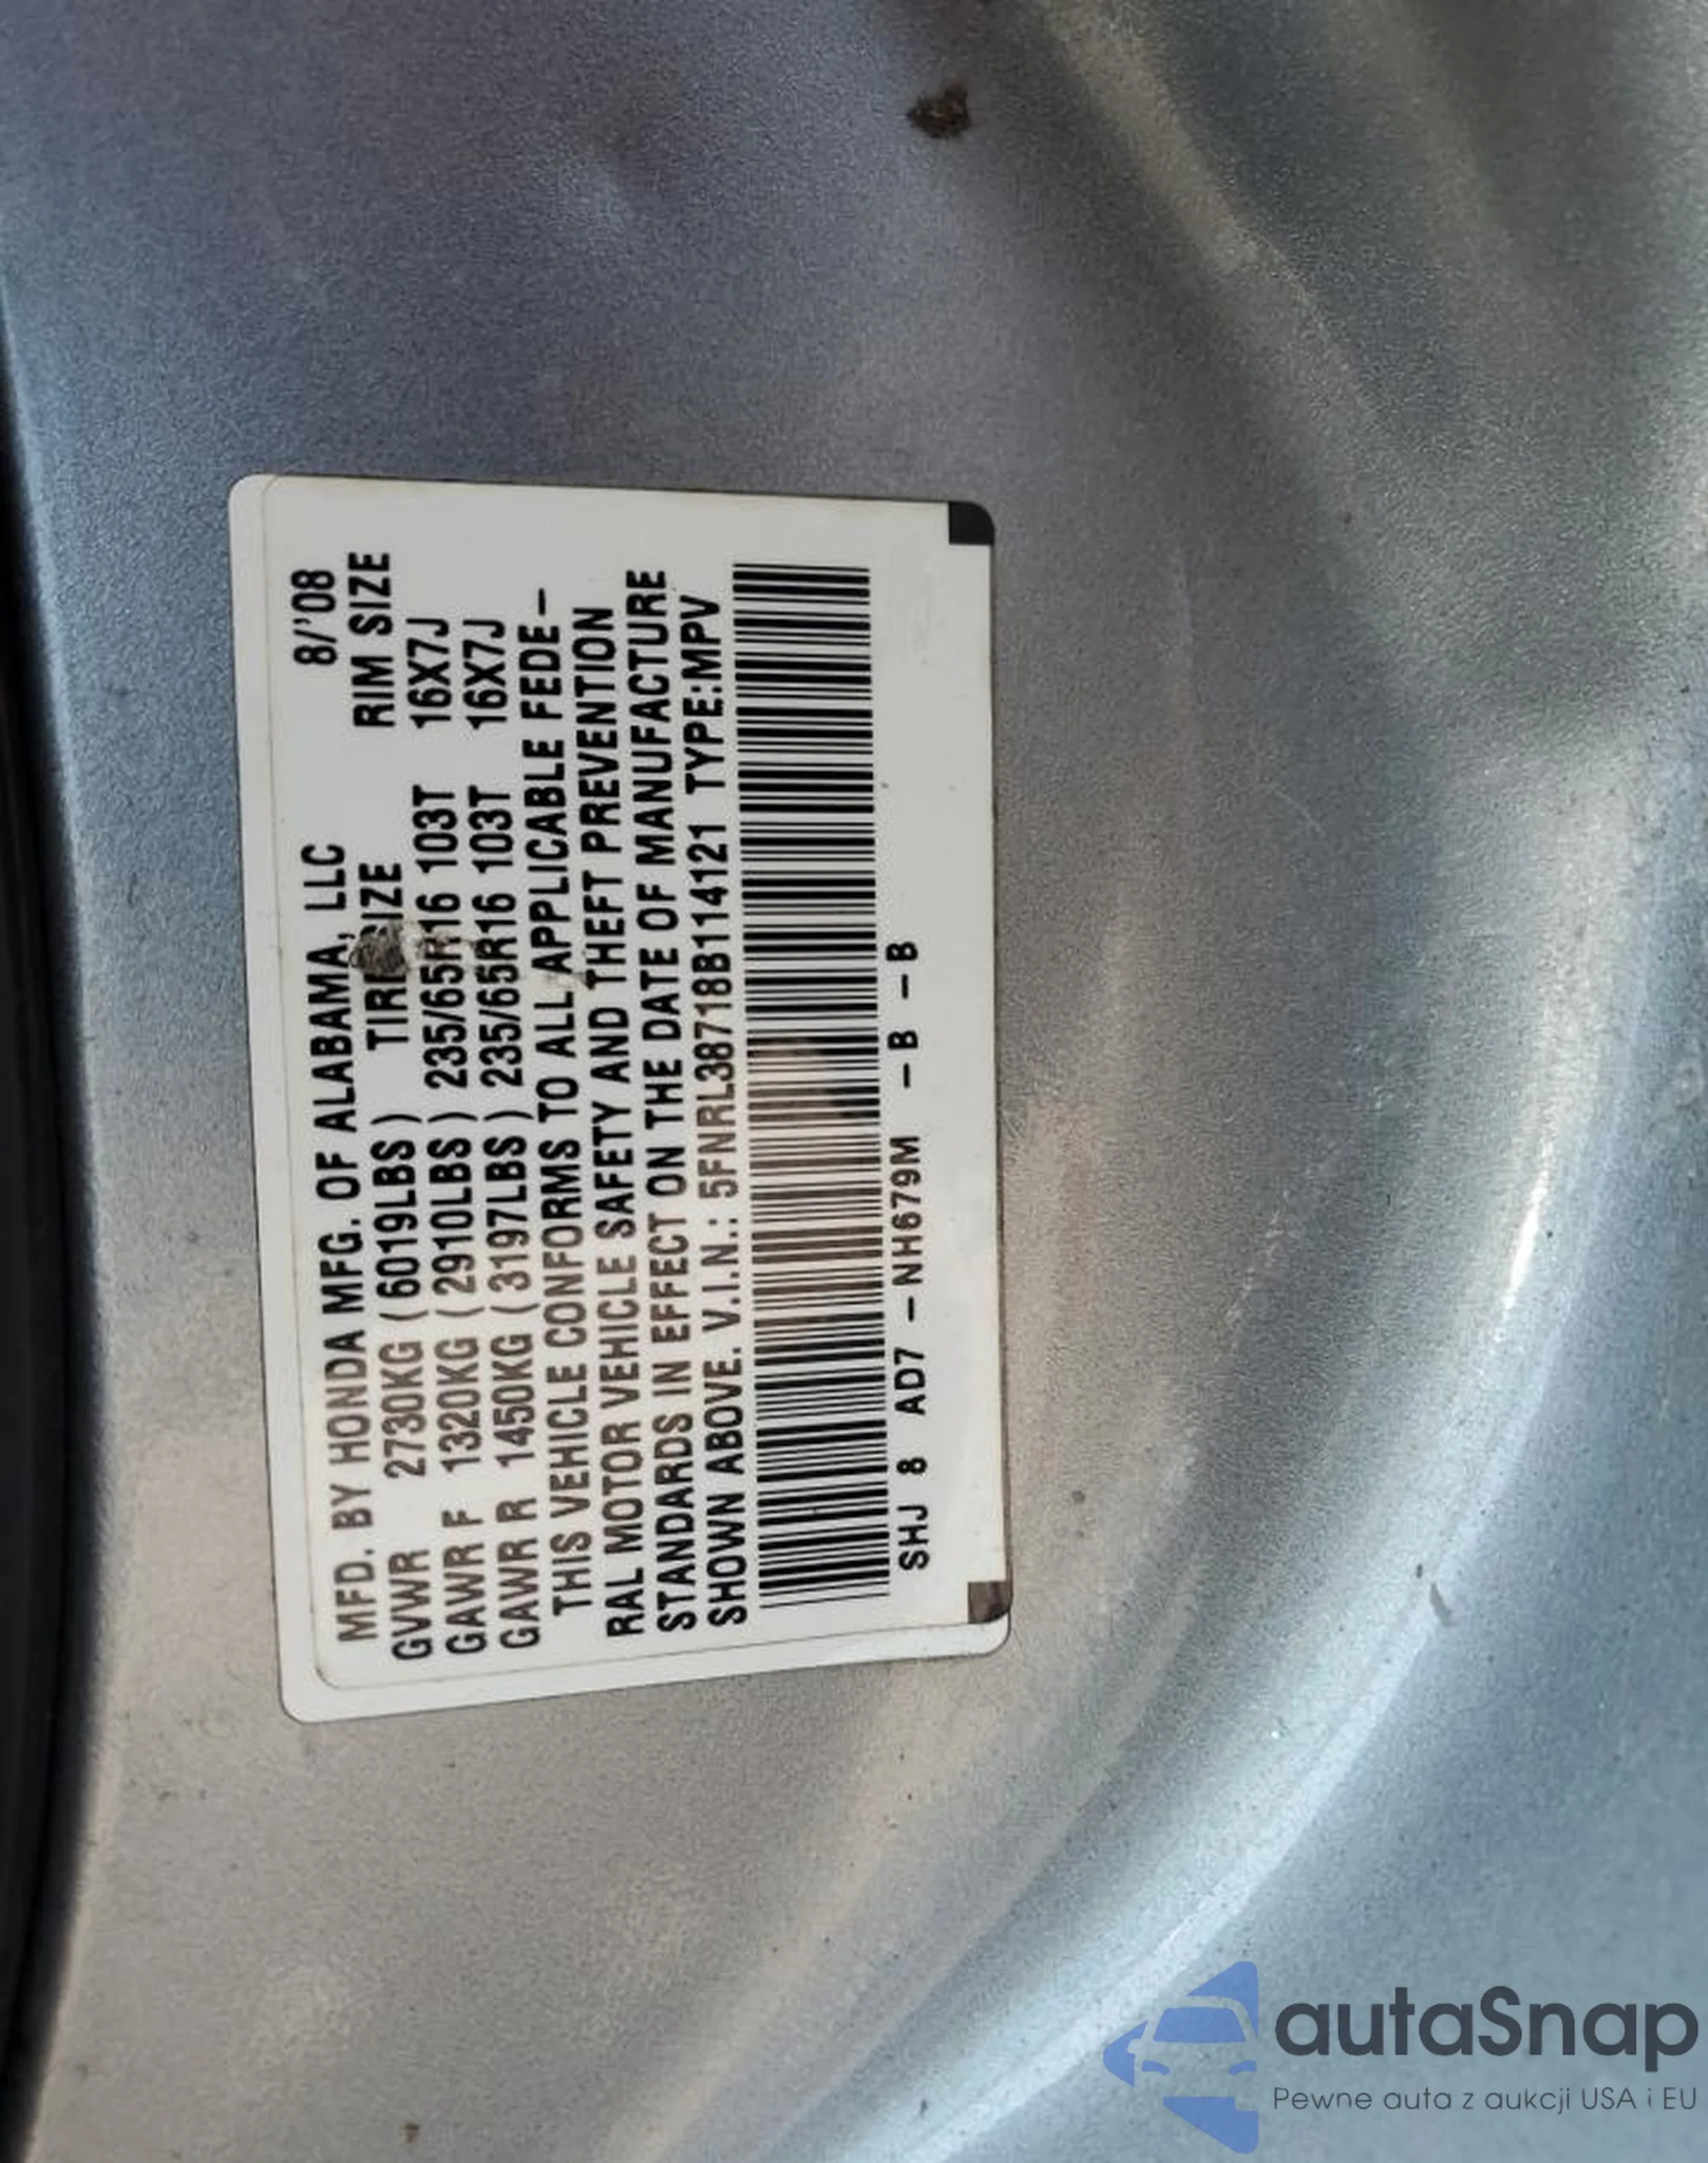 MFD. BY HONDA MFG. OF ALABAMA, LLC 8/'08
GVWR 2730KG (6019LBS) TIRE SIZE RIM SIZE
GAWR F 1320KG (2910LBS) 235/65R16 103T 16X7J
GAWR R 1450KG (3197LBS) 235/65R16 103T 16X7J
THIS VEHICLE CONFORMS TO ALL APPLICABLE FEDE-
RAL MOTOR VEHICLE SAFETY AND THEFT PREVENTION
STANDARDS IN EFFECT ON THE DATE OF MANUFACTURE
SHOWN ABOVE. V.I.N.: 5FNRL38718B114121 TYPE:MPV
SHJ 8 AD7 -NH679M -B -B
autaSnap
Pewne auta z aukcji USA i EU